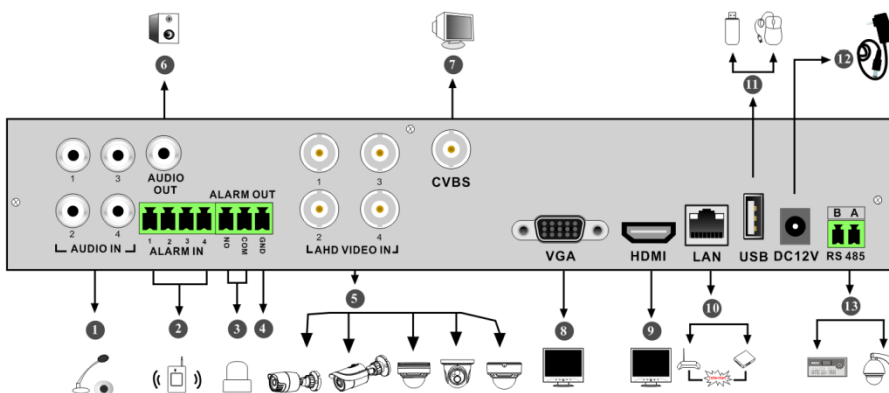 6
7
11
12
1
3
AUDIO OUT
ALARM OUT
2
4
AUDIO IN
1 2 3 4
ALARM IN
NO COM GND
1
3
2
4
AHD VIDEO IN
CVBS
VGA
HDMI
LAN
USB
DC12V
B A
RS 485
1
2
3
4
5
8
9
10
13